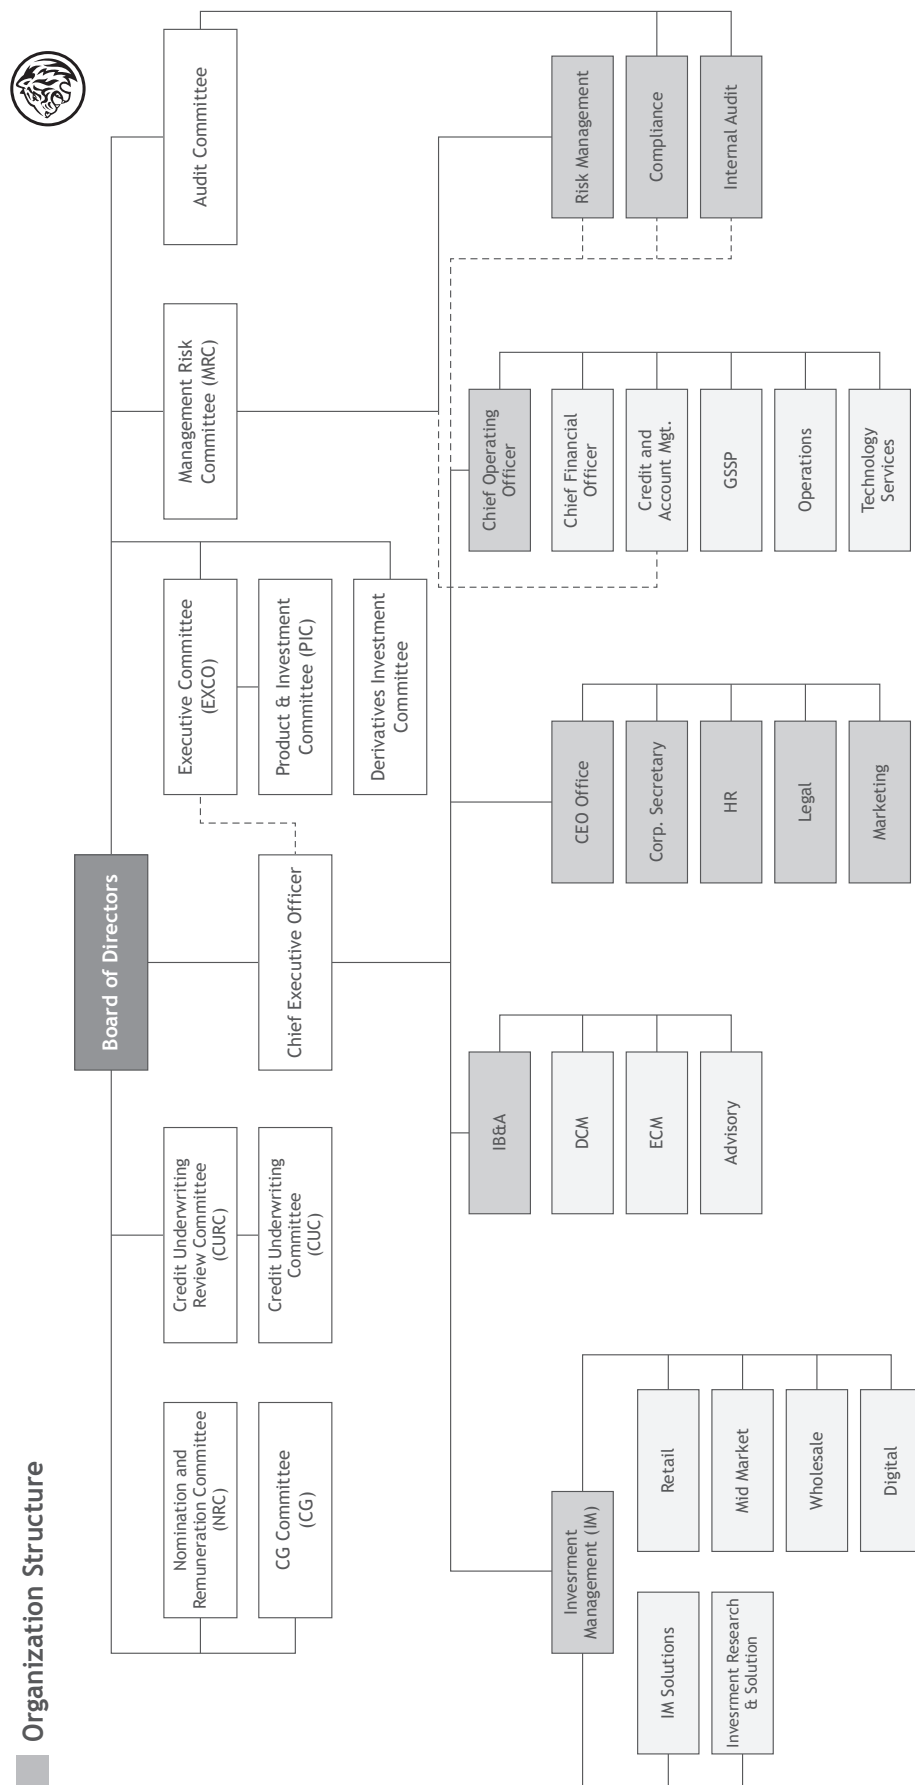 Organization Structure
Board of Directors
Nomination and
Remuneration Committee
(NRC)
CG Committee
(CG)
Credit Underwriting
Review Committee
(CURC)
Credit Underwriting
Committee
(CUC)
Chief Executive Officer
Executive Committee
(EXCO)
Product & Investment
Committee (PIC)
Derivatives Investment
Committee
Management Risk
Committee (MRC)
Audit Committee
Invesrment
Management (IM)
IM Solutions
Invesrment Research
& Solution
Retail
Mid Market
Wholesale
Digital
IB&A
DCM
ECM
Advisory
CEO Office
Corp. Secretary
HR
Legal
Marketing
Chief Operating
Officer
Chief Financial
Officer
Credit and
Account Mgt.
GSSP
Operations
Technology
Services
Risk Management
Compliance
Internal Audit